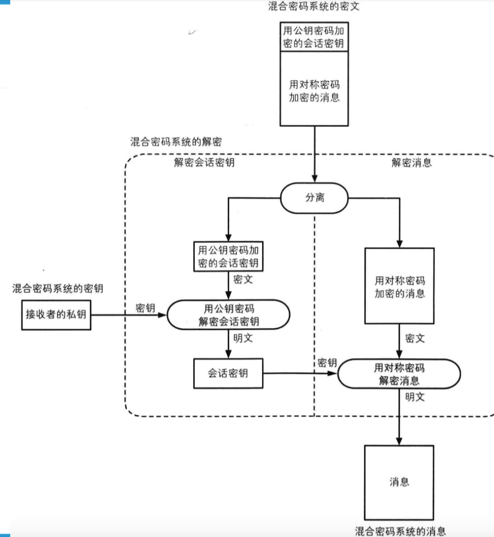 混合密码系统的密文
用公钥密码加
密的会话密钥
用对称密码
加密的消息
混合密码系统的解密
解密会话密钥
解密消息
分离
用公钥密码加
密的会话密钥
用对称密码
加密的消息
密文
混合密码系统的密钥
接收者的私钥
密钥
用公钥密码
解密会话密钥
明文
密文
会话密钥
密钥
用对称密码
解密消息
明文
消息
混合密码系统的消息